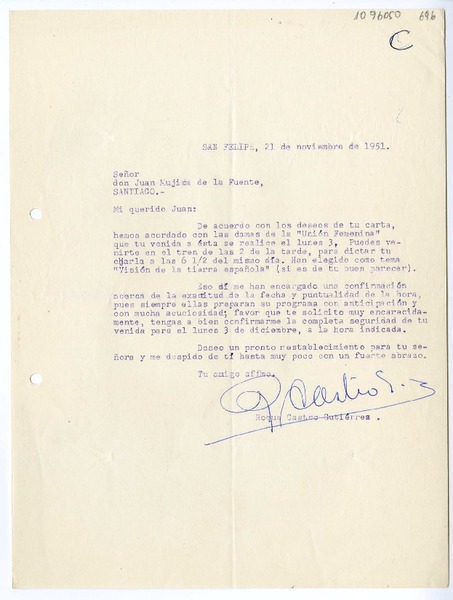 1096050 696
C
SAN FELIPE, 21 de noviembre de 1951.
Señor
don Juan Mujica de la Fuente,
SANTIAGO.-
Mi querido Juan:
De acuerdo con los deseos de tu carta,
hemos acordado con las damas de la "Unión Femenina"
que tu venida a ésta se realice el lunes 3. Puedes ve-
nirte en el tren de las 2 de la tarde, para dictar tu
charla a las 6 1/2 del mismo día. Han elegido como tema
"Visión de la tierra española" (si es de tu buen parecer).
Eso sí me han encargado una confirmación
acerca de la exactitud de la fecha y puntualidad de la hora,
pues siempre ellas preparan su programa con anticipación y
con mucha acuciosidad; favor que te solicito muy encarecida-
mente, tengas a bien confirmarme la completa seguridad de tu
venida para el lunes 3 de diciembre, a la hora indicada.
Deseo un pronto restablecimiento para tu se-
ñora y me despido de tí hasta muy poco con un fuerte abrazo.
Tu amigo affmo.
R Castro G.
Roque Castro Gutiérrez .